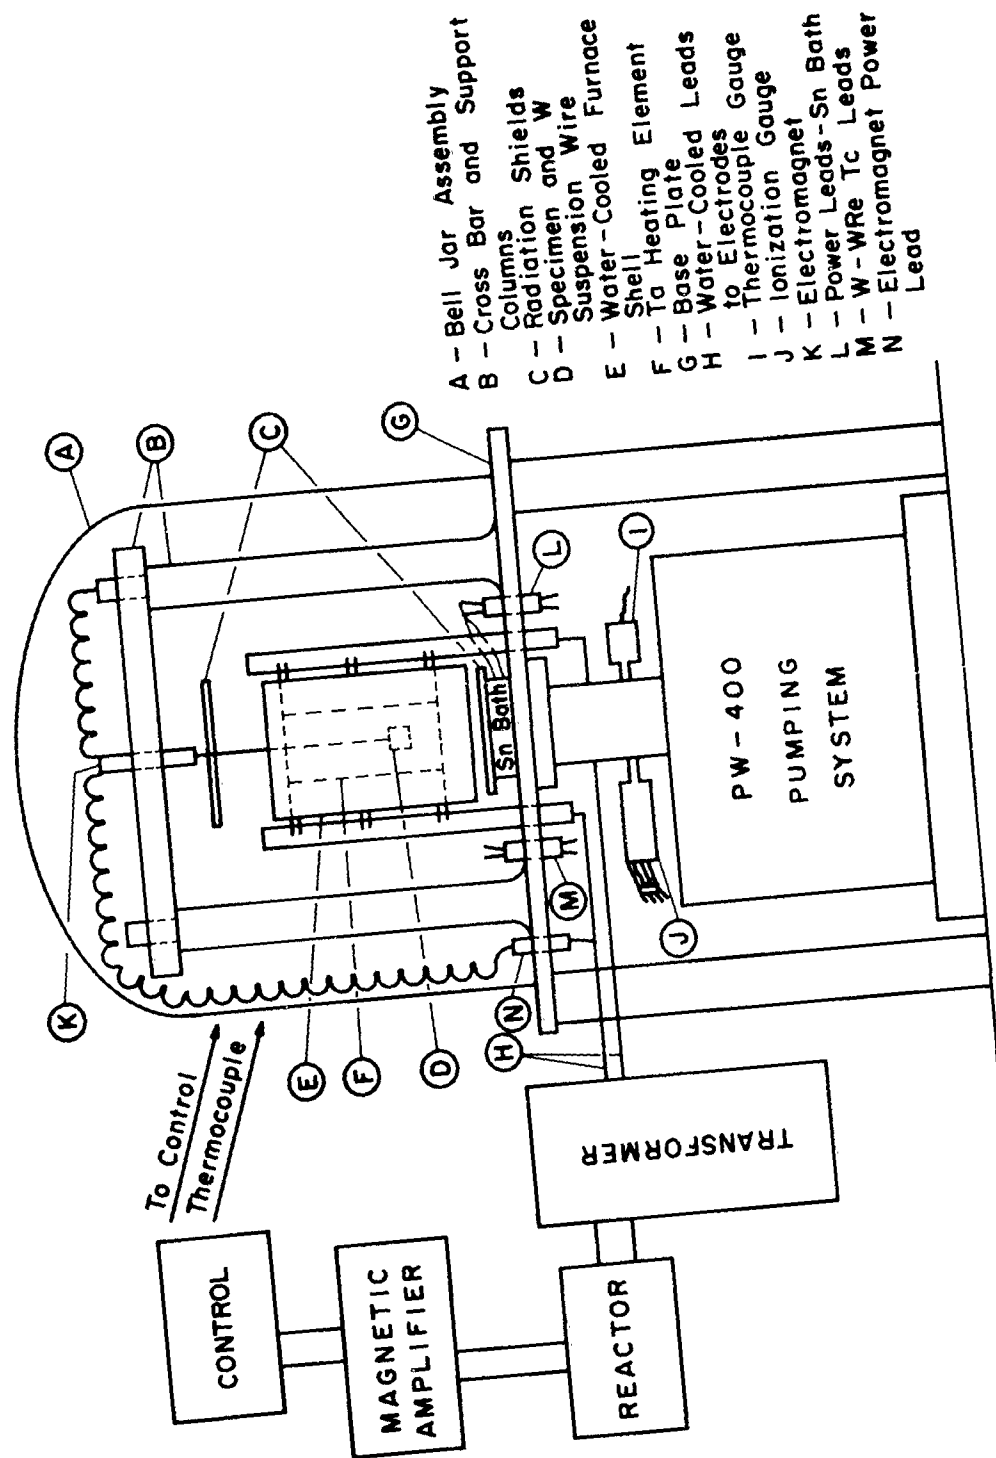 A
B
C
G
K
L
I
Sn Bath
M
N
J
E
F
D
H
To Control
Thermocouple
CONTROL
MAGNETIC
AMPLIFIER
REACTOR
TRANSFORMER
PW-400
PUMPING
SYSTEM
A – Bell Jar Assembly
B – Cross Bar and Support
Columns
C – Radiation Shields
D – Specimen and W
Suspension Wire
E – Water-Cooled Furnace
Shell
F – Ta Heating Element
G – Base Plate
H – Water-Cooled Leads
to Electrodes
I – Thermocouple Gauge
J – Ionization Gauge
K – Electromagnet
L – Power Leads-Sn Bath
M – W-WRe Tc Leads
N – Electromagnet Power
Lead